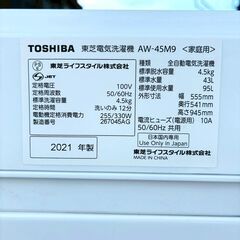 TOSHIBA 東芝電気洗濯機 AW-45M9 <家庭用>
JET
東芝ライフスタイル株式会社
定格電圧 100V
定格周波数 50/60Hz
標準洗濯容量 4.5kg
洗い のみ12分
電動機定格消費電力 255/330W
製造番号 267045AG
2021 年製
種類 全自動電気洗濯機
標準脱水容量 4.5kg
標準水量 43L
標準使用水量 95L
外形寸法 幅 555mm
奥行541mm
高さ945mm
電流ヒューズ(電源用) 10A
50/60Hz 共用
日本国内専用
Use Only in Japan
東芝ライフスタイル株式会社
MADE IN CHINA